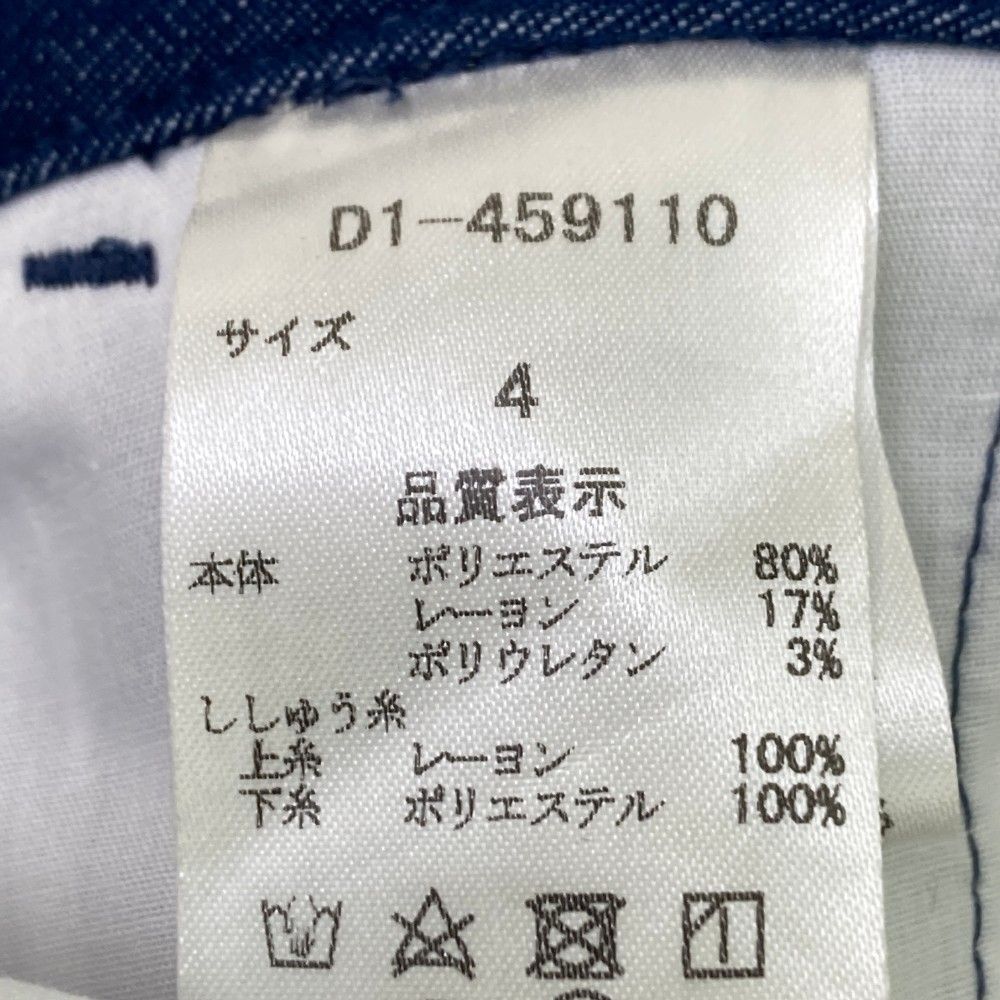 D1-459110
サイズ
4
品質表示
本体 ポリエステル 80%
レーヨン 17%
ポリウレタン 3%
ししゅう糸
上糸 レーヨン 100%
下糸 ポリエステル 100%